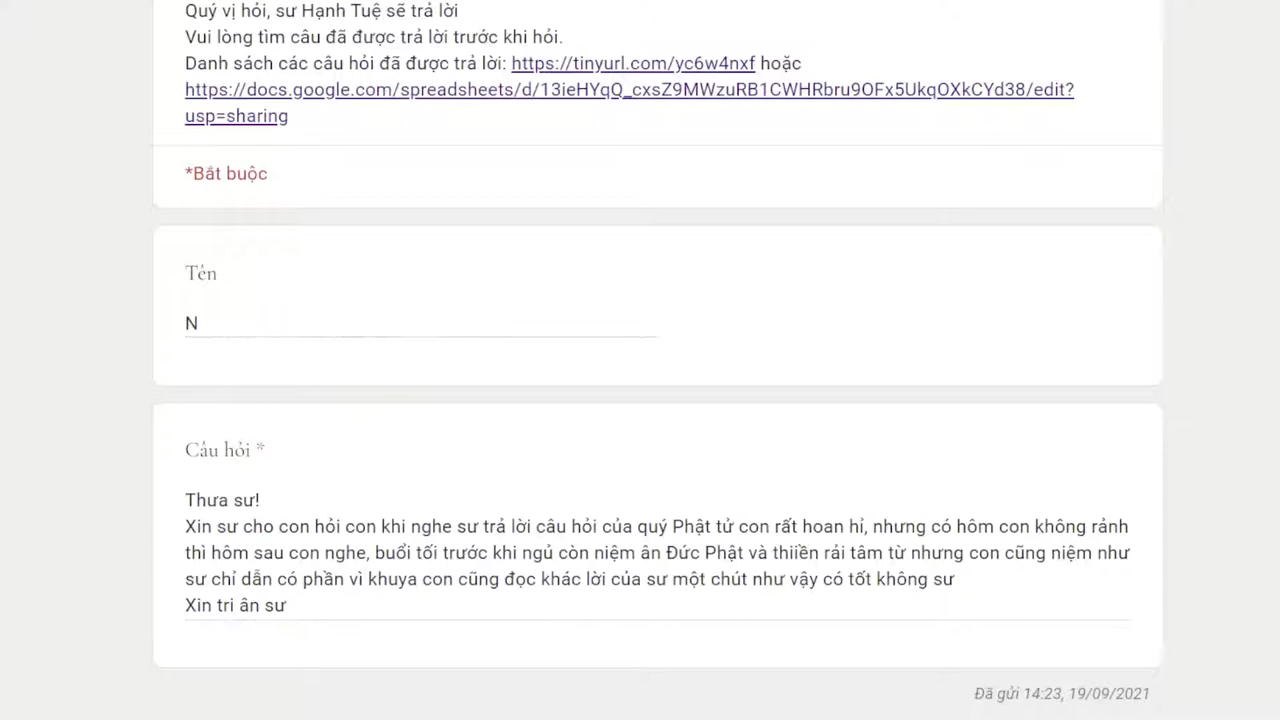 Quý vị hỏi, sư Hạnh Tuệ sẽ trả lời
Vui lòng tìm câu đã được trả lời trước khi hỏi.
Danh sách các câu hỏi đã được trả lời: https://tinyurl.com/yc6w4nxf hoặc
https://docs.google.com/spreadsheets/d/13ieHYqQ_cxsZ9MWzuRB1CWHRbru9OFx5UkqOXkCYd38/edit?
usp=sharing
*Bắt buộc
Tên
N
Câu hỏi *
Thưa sư!
Xin sư cho con hỏi con khi nghe sư trả lời câu hỏi của quý Phật tử con rất hoan hỉ, nhưng có hôm con không rảnh
thì hôm sau con nghe, buổi tối trước khi ngủ còn niệm ân Đức Phật và thiiền rải tâm từ nhưng con cũng niệm như
sư chỉ dẫn có phần vì khuya con cũng đọc khác lời của sư một chút như vậy có tốt không sư
Xin tri ân sư
Đã gửi 14:23, 19/09/2021